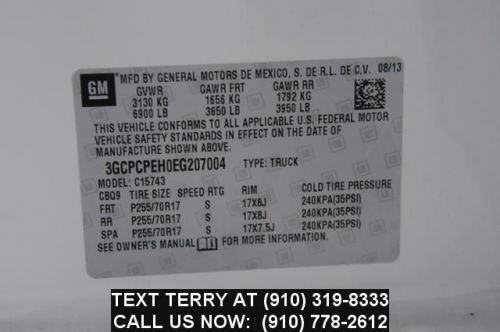 GM
MFD BY GENERAL MOTORS DE MEXICO, S. DE R.L. DE C.V. 08/13
GVWR GAWR FRT GAWR RR
3130 KG 1656 KG 1792 KG
6900 LB 3650 LB 3950 LB
THIS VEHICLE CONFORMS TO ALL APPLICABLE U.S. FEDERAL MOTOR
VEHICLE SAFETY STANDARDS IN EFFECT ON THE DATE OF
MANUFACTURE SHOWN ABOVE.
3GCPCPEH0EG207004 TYPE: TRUCK
MODEL: C15743
CBQ9 TIRE SIZE SPEED RTG RIM COLD TIRE PRESSURE
FRT P255/70R17 S 17X8J 240KPA(35PSI)
RR P255/70R17 S 17X8J 240KPA(35PSI)
SPA P255/70R17 S 17X7.5J 240KPA(35PSI)
SEE OWNER'S MANUAL FOR MORE INFORMATION.
TEXT TERRY AT (910) 319-8333
CALL US NOW: (910) 778-2612